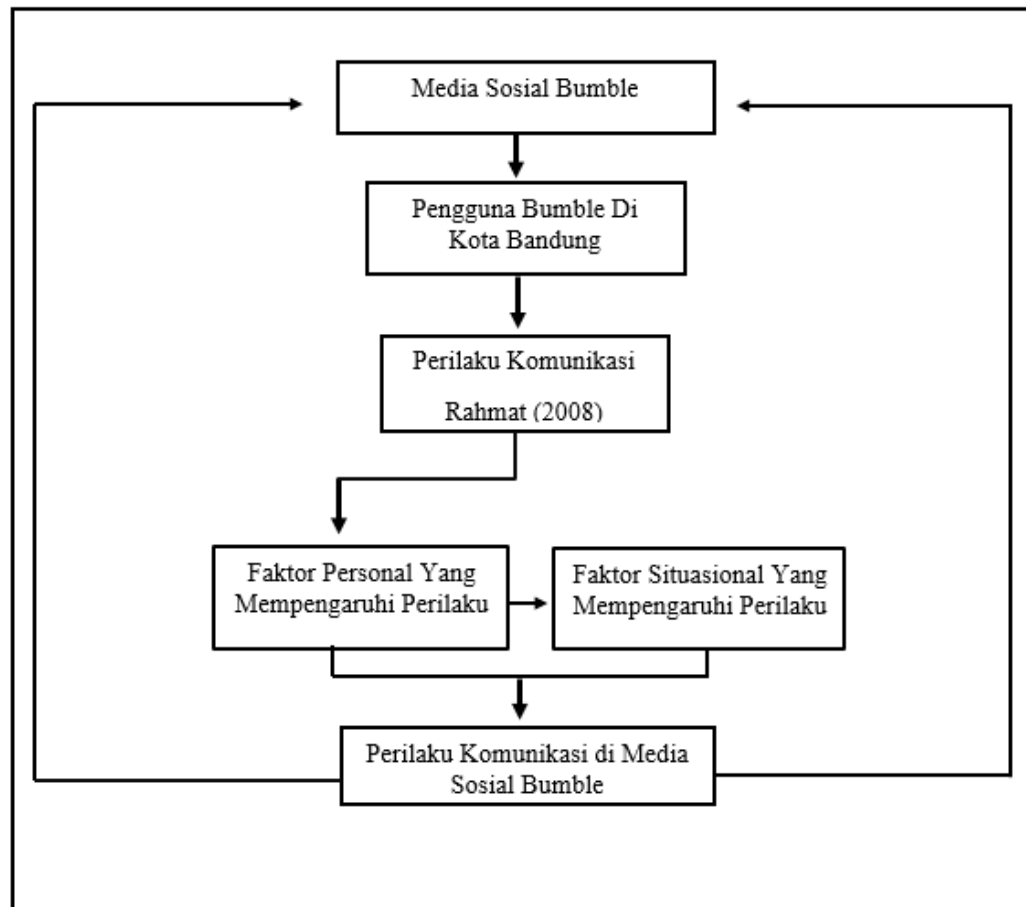 Media Sosial Bumble
Pengguna Bumble Di
Kota Bandung
Perilaku Komunikasi
Rahmat (2008)
Faktor Personal Yang
Mempengaruhi Perilaku
Faktor Situasional Yang
Mempengaruhi Perilaku
Perilaku Komunikasi di Media
Sosial Bumble